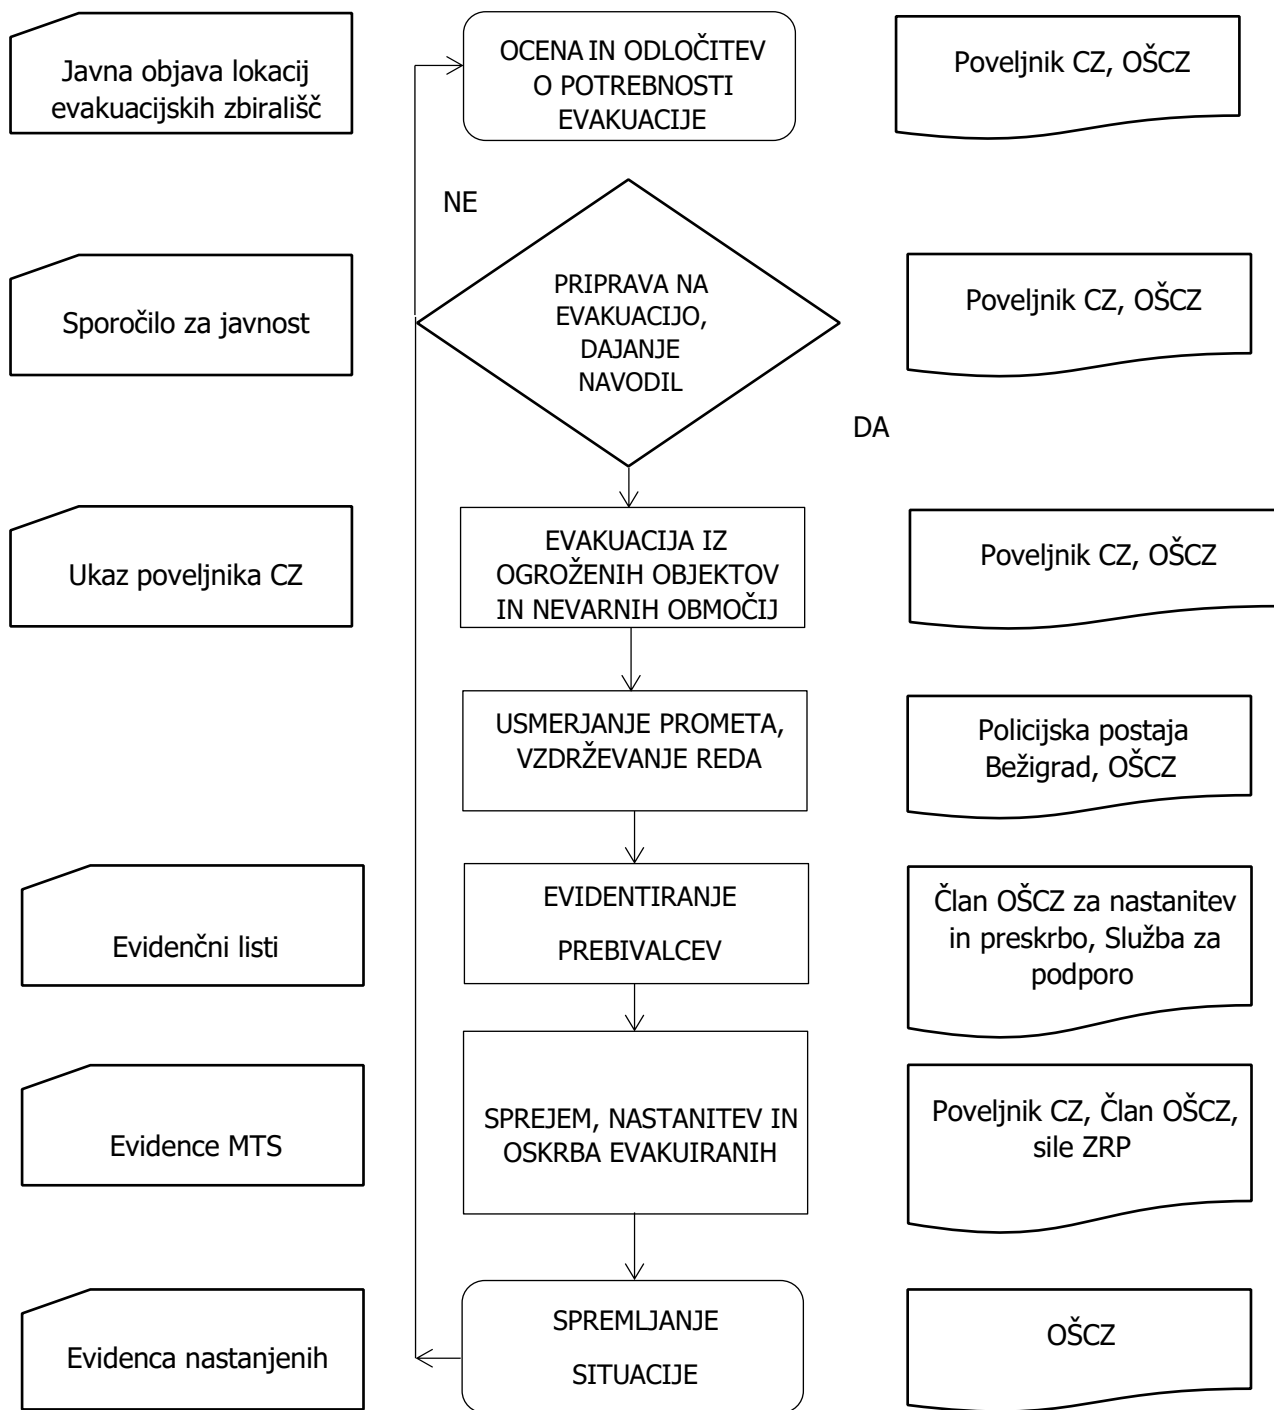 Javna objava lokacij
evakuacijskih zbirališč
OCENA IN ODLOČITEV
O POTREBNOSTI
EVAKUACIJE
Poveljnik CZ, OŠCZ
NE
Sporočilo za javnost
PRIPRAVA NA
EVAKUACIJO,
DAJANJE
NAVODIL
Poveljnik CZ, OŠCZ
DA
Ukaz poveljnika CZ
EVAKUACIJA IZ
OGROŽENIH OBJEKTOV
IN NEVARNIH OBMOČIJ
Poveljnik CZ, OŠCZ
USMERJANJE PROMETA,
VZDRŽEVANJE REDA
Policijska postaja
Bežigrad, OŠCZ
Evidenčni listi
EVIDENTIRANJE
PREBIVALCEV
Član OŠCZ za nastanitev
in preskrbo, Služba za
podporo
Evidence MTS
SPREJEM, NASTANITEV IN
OSKRBA EVAKUIRANIH
Poveljnik CZ, Član OŠCZ,
sile ZRP
Evidenca nastanjenih
SPREMLJANJE
SITUACIJE
OŠCZ